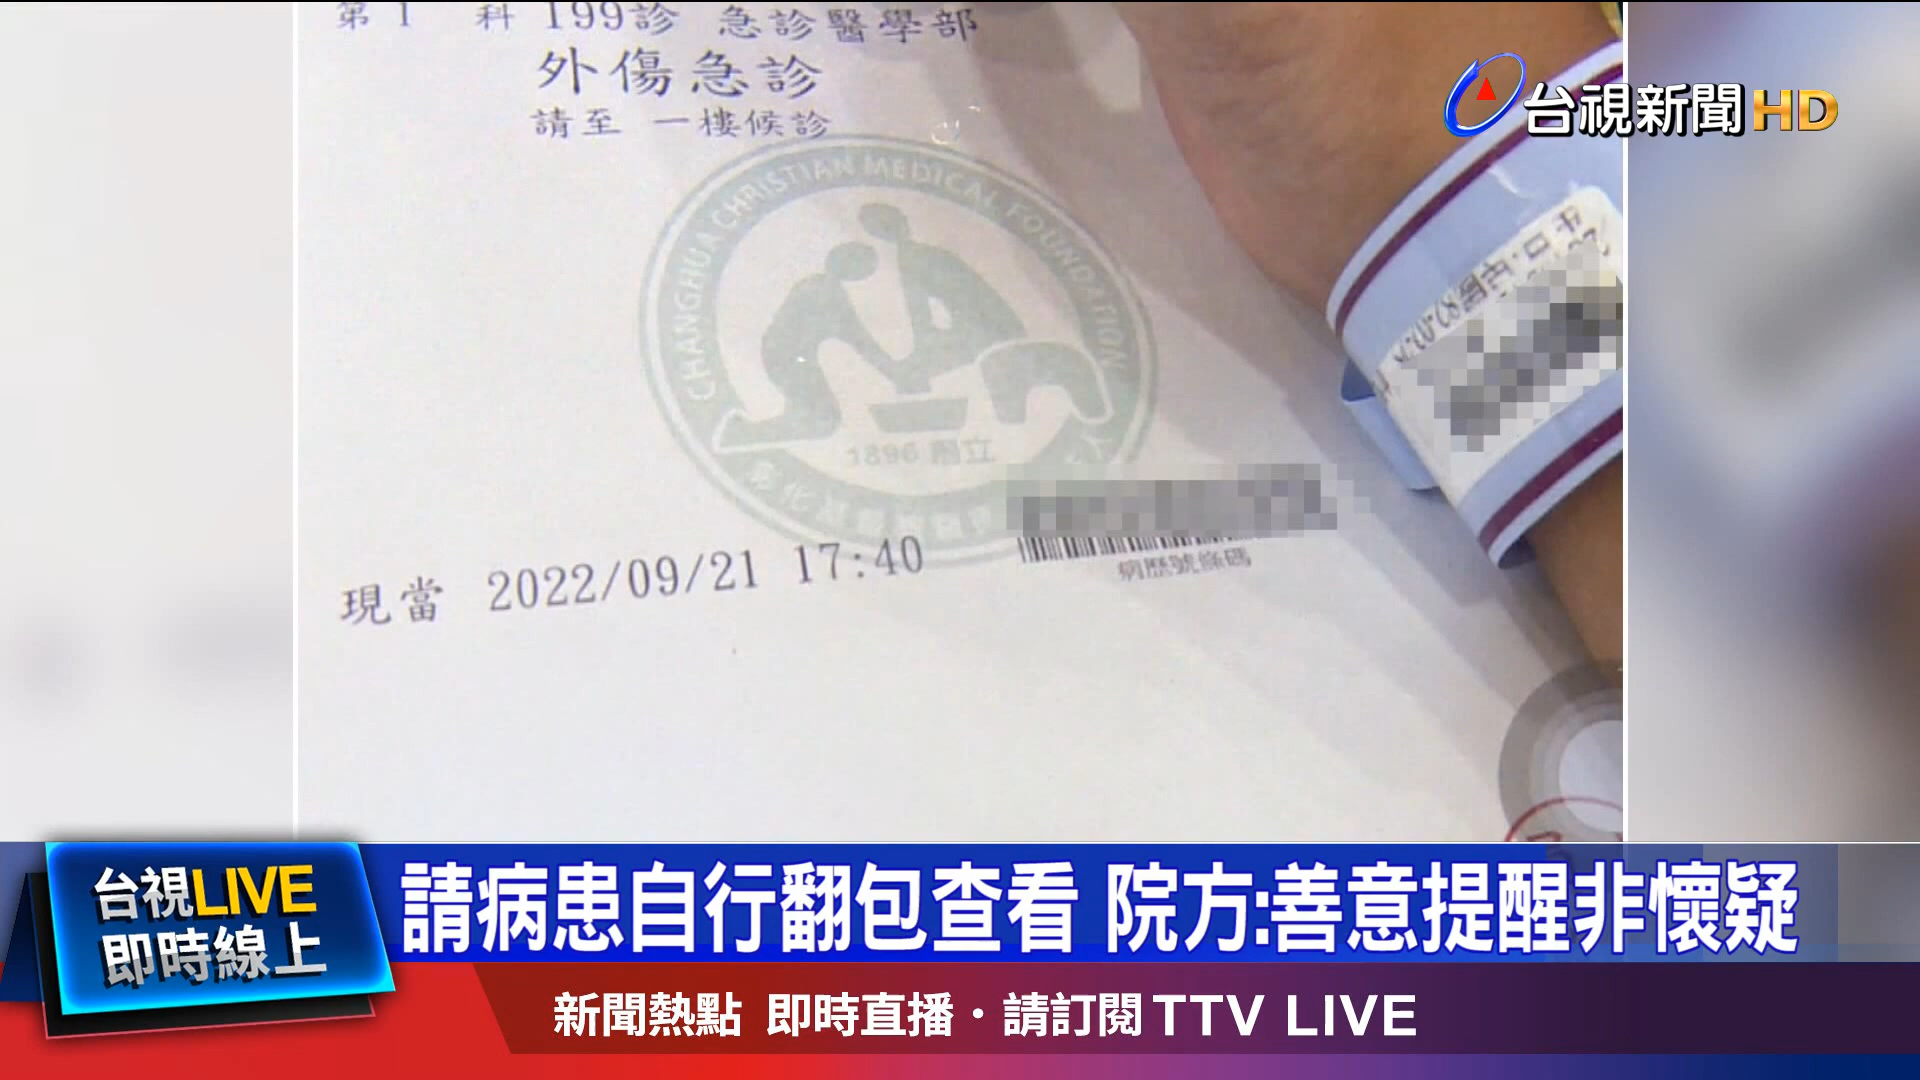 第 1 科 199診 急診醫學部
外傷急診
請至 一樓候診
台視新聞HD
CHANGHUA CHRISTIAN MEDICAL FOUNDATION
1896 創立
現當 2022/09/21 17:40
病歷號條碼
台視LIVE
即時線上
請病患自行翻包查看 院方:善意提醒非懷疑
新聞熱點 即時直播・請訂閱TTV LIVE